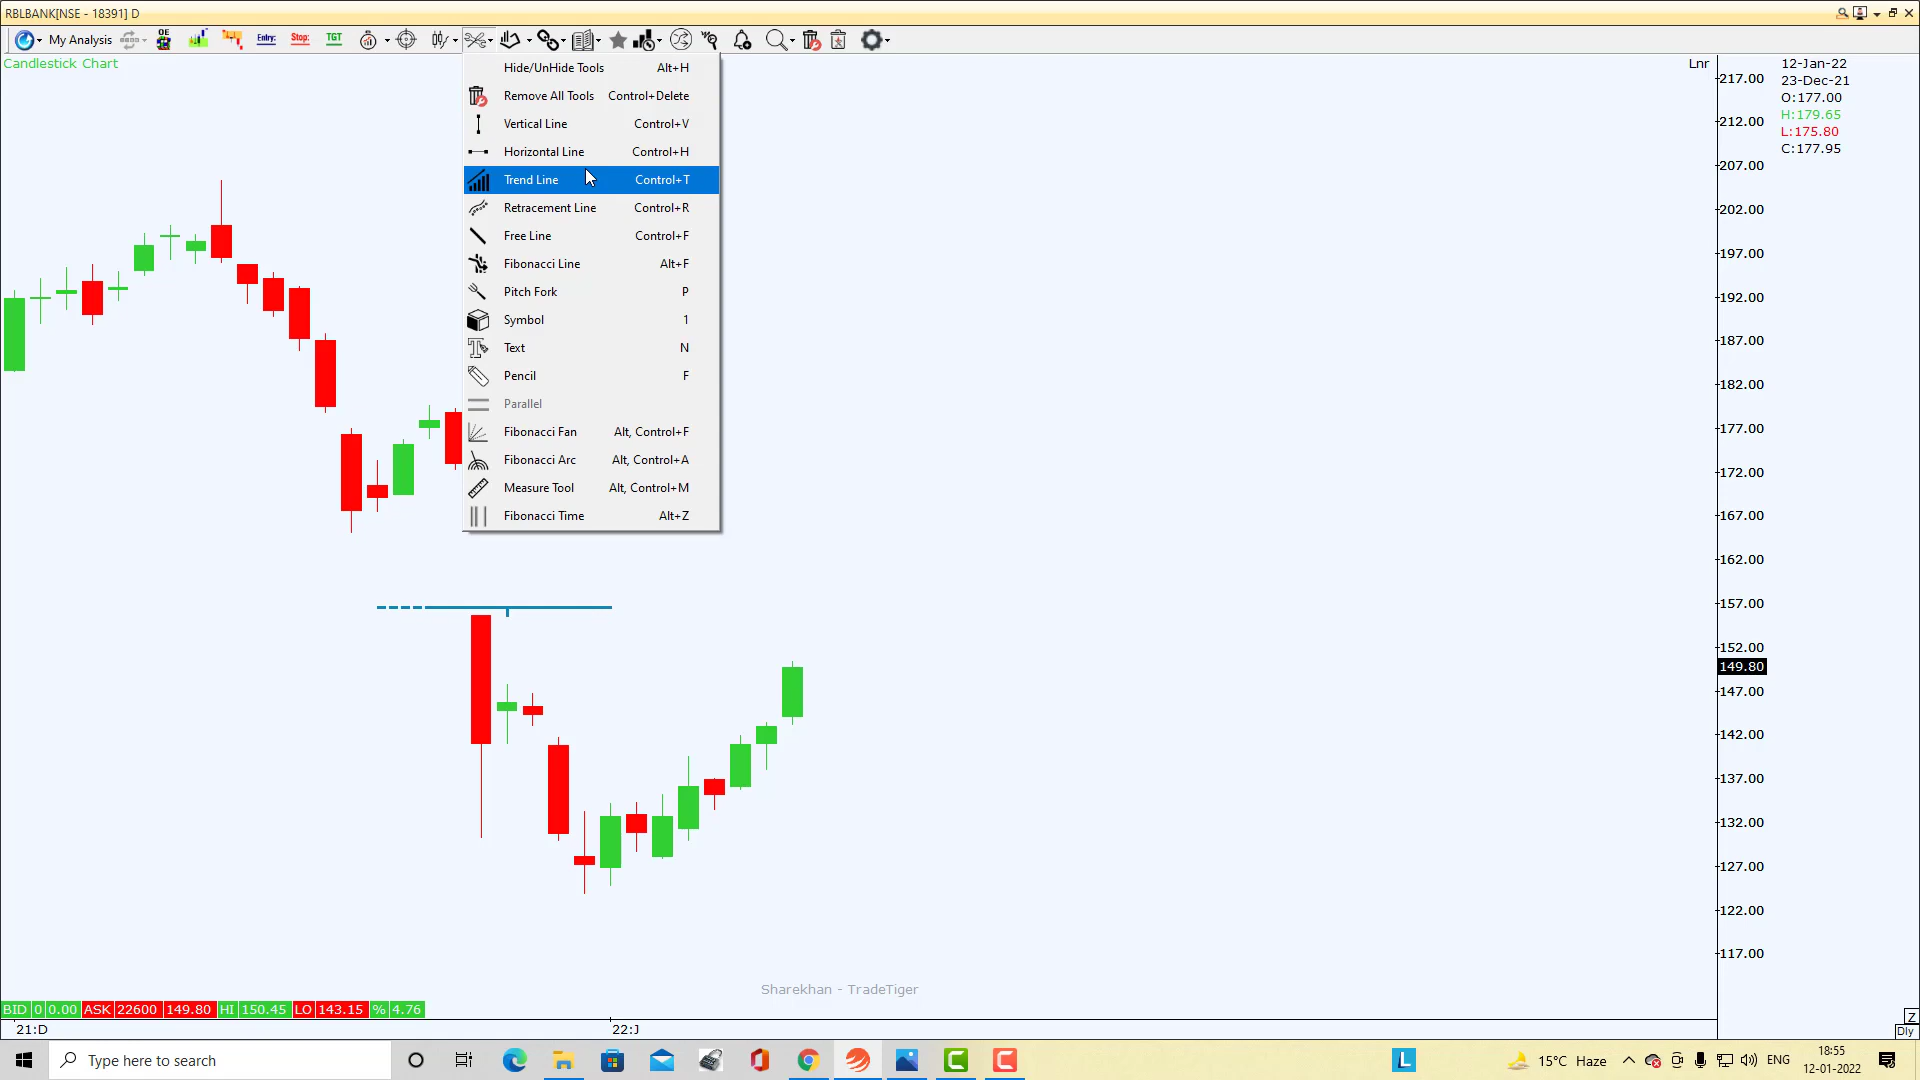 RBLBANK[NSE - 18391] D
My Analysis OE Entry: Stop: TGT
Candlestick Chart
Hide/UnHide Tools Alt+H
Remove All Tools Control+Delete
Vertical Line Control+V
Horizontal Line Control+H
Trend Line Control+T
Retracement Line Control+R
Free Line Control+F
Fibonacci Line Alt+F
Pitch Fork P
Symbol 1
Text N
Pencil F
Parallel
Fibonacci Fan Alt, Control+F
Fibonacci Arc Alt, Control+A
Measure Tool Alt, Control+M
Fibonacci Time Alt+Z
Lnr
217.00
212.00
207.00
202.00
197.00
192.00
187.00
182.00
177.00
172.00
167.00
162.00
157.00
152.00
149.80
147.00
142.00
137.00
132.00
127.00
122.00
117.00
12-Jan-22
23-Dec-21
O:177.00
H:179.65
L:175.80
C:177.95
Sharekhan - TradeTiger
BID 0 0.00 ASK 22600 149.80 HI 150.45 LO 143.15 % 4.76
21:D 22:J
Z
Dly
Type here to search
L
15°C Haze
ENG
18:55
12-01-2022